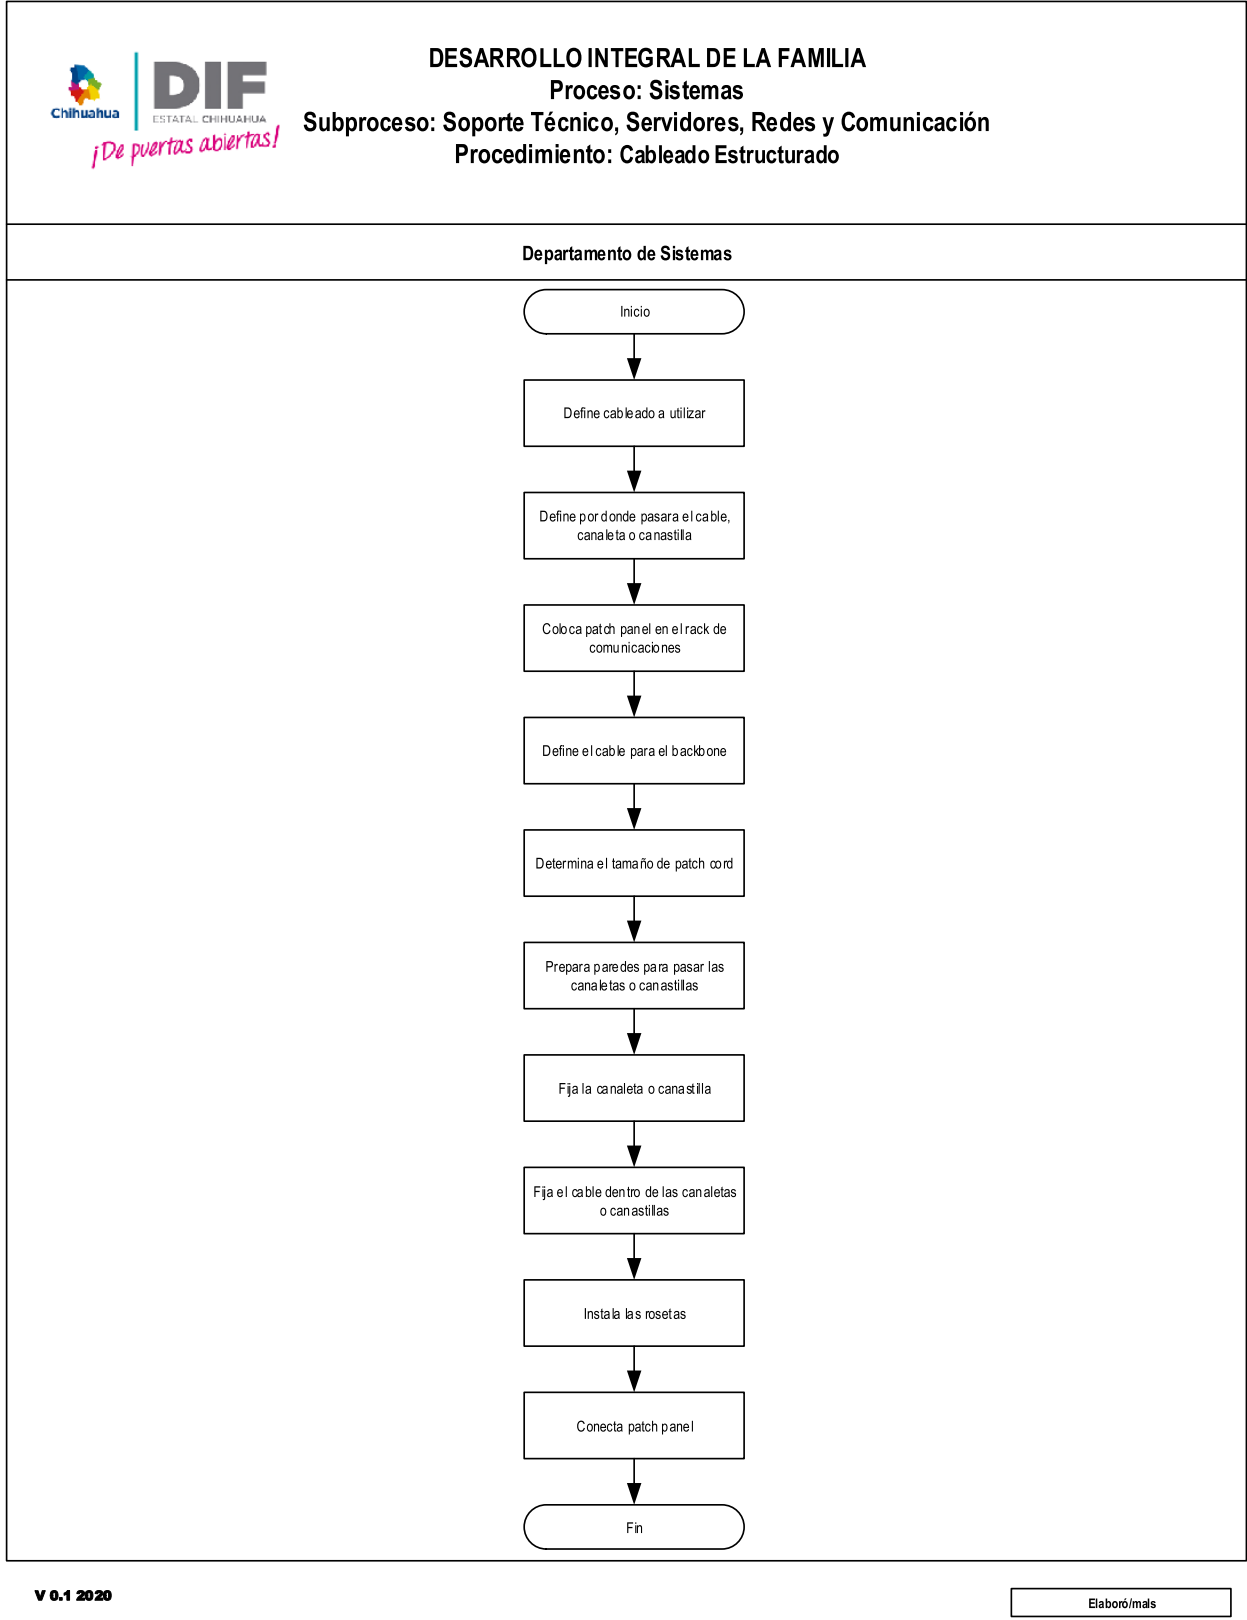 Chihuahua
DIF
ESTATAL CHIHUAHUA
¡De puertas abiertas!
DESARROLLO INTEGRAL DE LA FAMILIA
Proceso: Sistemas
Subproceso: Soporte Técnico, Servidores, Redes y Comunicación
Procedimiento: Cableado Estructurado
Departamento de Sistemas
Inicio
Define cableado a utilizar
Define por donde pasara el cable,
canaleta o canastilla
Coloca patch panel en el rack de
comunicaciones
Define el cable para el backbone
Determina el tamaño de patch cord
Prepara paredes para pasar las
canaletas o canastillas
Fija la canaleta o canastilla
Fija el cable dentro de las canaletas
o canastillas
Instala las rosetas
Conecta patch panel
Fin
V 0.1 2020
Elaboró/mals